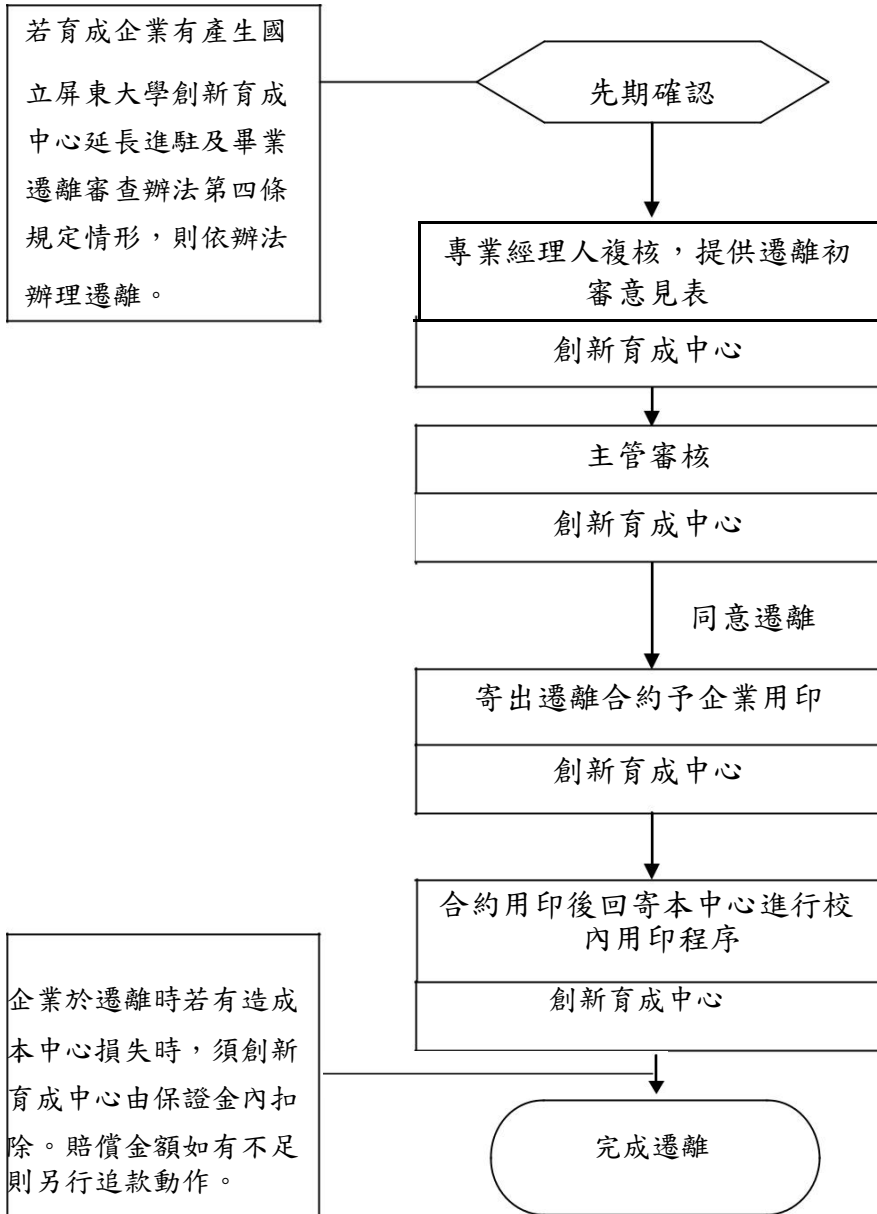 若育成企業有產生國
立屏東大學創新育成
中心延長進駐及畢業
遷離審查辦法第四條
規定情形，則依辦法
辦理遷離。
先期確認
專業經理人複核，提供遷離初
審意見表
創新育成中心
主管審核
創新育成中心
同意遷離
寄出遷離合約予企業用印
創新育成中心
合約用印後回寄本中心進行校
內用印程序
創新育成中心
企業於遷離時若有造成
本中心損失時，須創新
育成中心由保證金內扣
除。賠償金額如有不足
則另行追款動作。
完成遷離